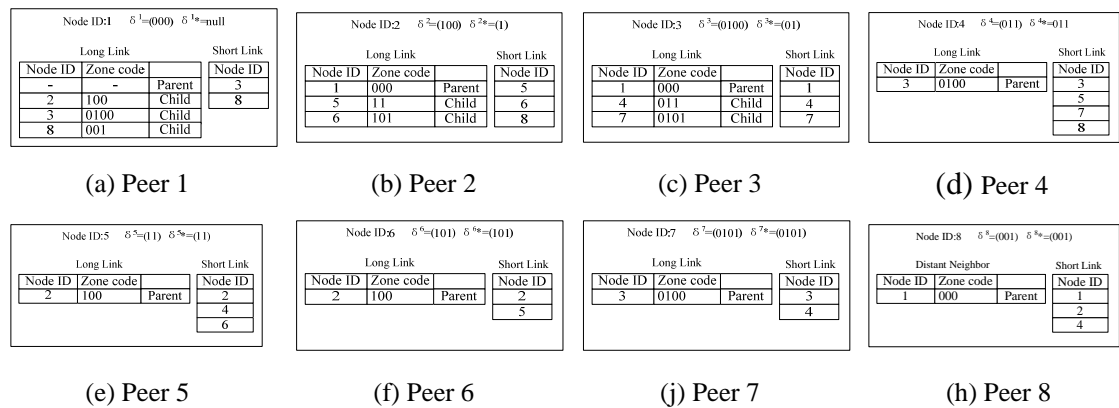 Node ID:1 δ¹=(000) δ¹*=null
Long Link Short Link
Node ID Zone code Node ID
- - Parent 3
2 100 Child 8
3 0100 Child
8 001 Child
(a) Peer 1
Node ID:2 δ²=(100) δ²*=(1)
Long Link Short Link
Node ID Zone code Node ID
1 000 Parent 5
5 11 Child 6
6 101 Child 8
(b) Peer 2
Node ID:3 δ³=(0100) δ³*=(01)
Long Link Short Link
Node ID Zone code Node ID
1 000 Parent 1
4 011 Child 4
7 0101 Child 7
(c) Peer 3
Node ID:4 δ⁴=(011) δ⁴*=011
Long Link Short Link
Node ID Zone code Node ID
3 0100 Parent 3
5
7
8
(d) Peer 4
Node ID:5 δ⁵=(11) δ⁵*=(11)
Long Link Short Link
Node ID Zone code Node ID
2 100 Parent 2
4
6
(e) Peer 5
Node ID:6 δ⁶=(101) δ⁶*=(101)
Long Link Short Link
Node ID Zone code Node ID
2 100 Parent 2
5
(f) Peer 6
Node ID:7 δ⁷=(0101) δ⁷*=(0101)
Long Link Short Link
Node ID Zone code Node ID
3 0100 Parent 3
4
(j) Peer 7
Node ID:8 δ⁸=(001) δ⁸*=(001)
Distant Neighbor Short Link
Node ID Zone code Node ID
1 000 Parent 1
2
4
(h) Peer 8